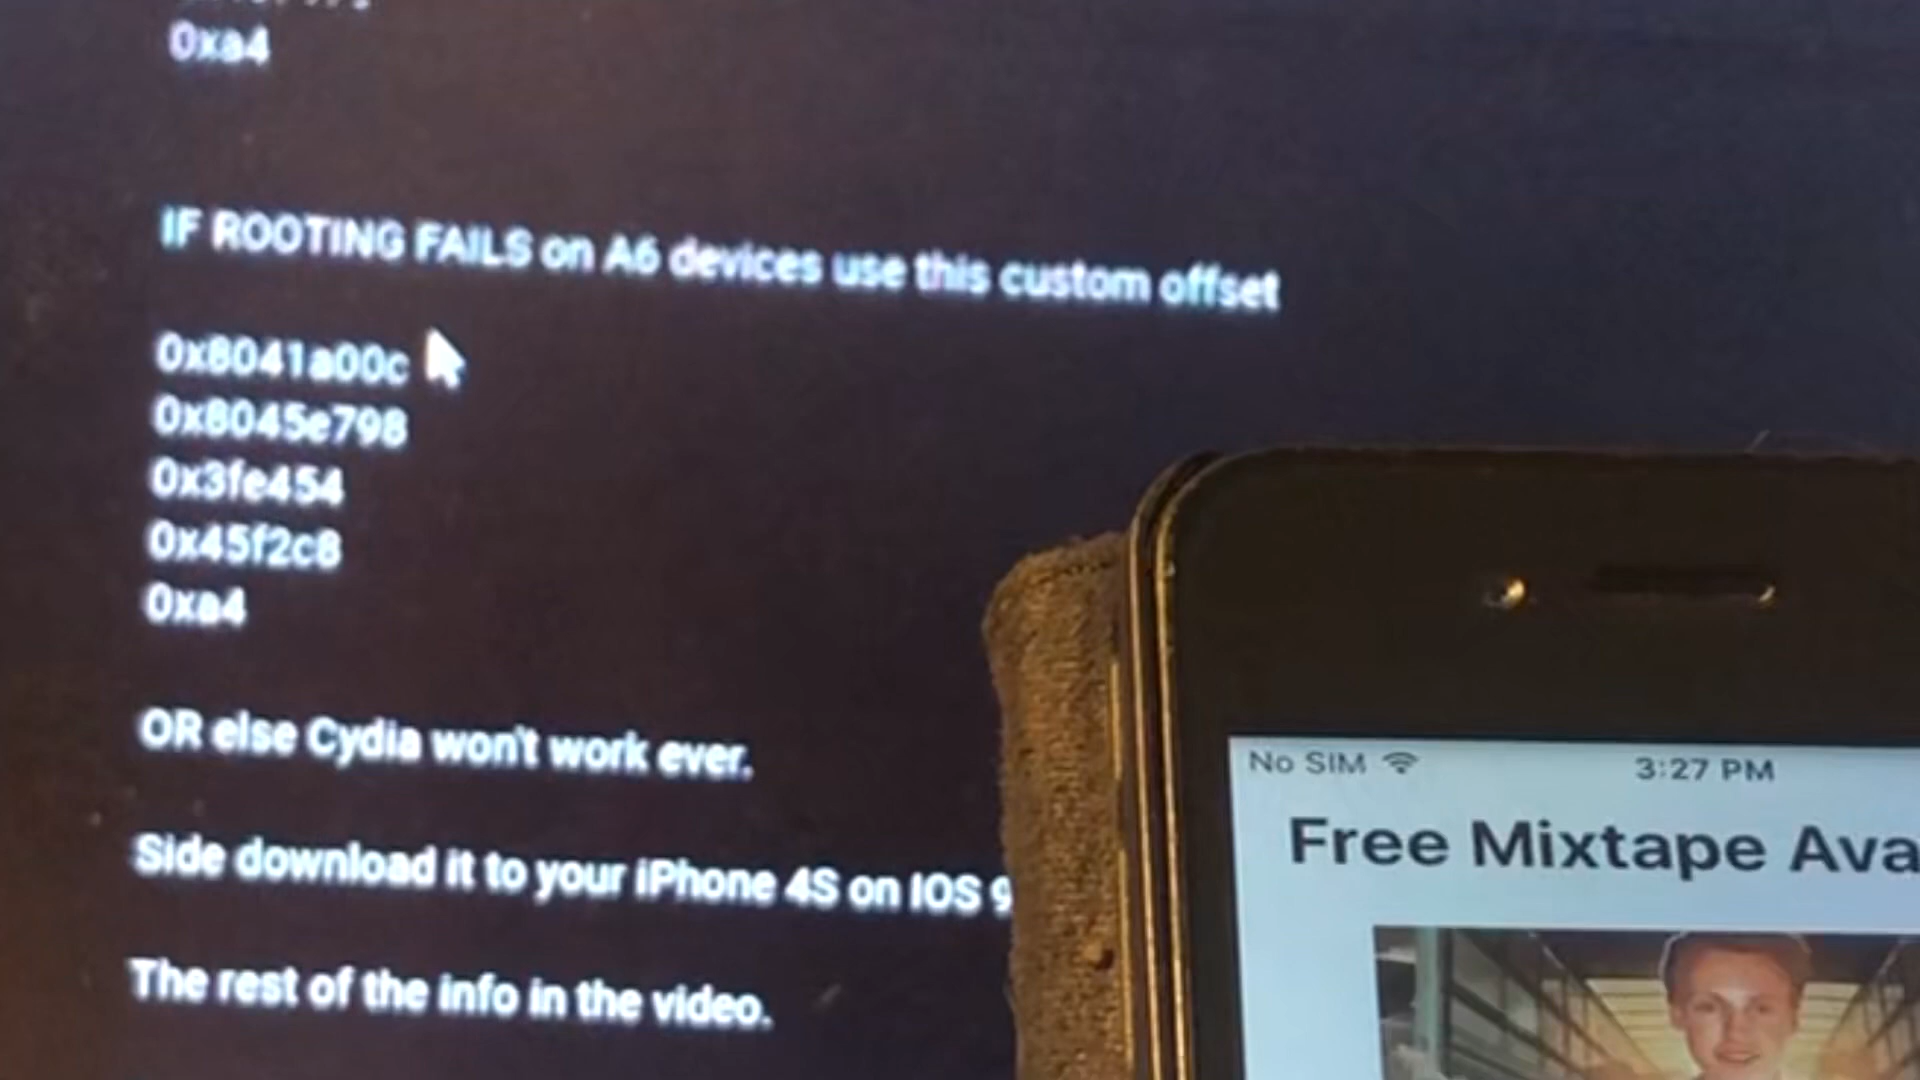 0xa4
IF ROOTING FAILS on A6 devices use this custom offset
0x8041a00c
0x8045e798
0x3fe454
0x45f2c8
0xa4
OR else Cydia won't work ever.
Side download it to your iPhone 4S on IOS 9
The rest of the info in the video.
No SIM 3:27 PM
Free Mixtape Ava